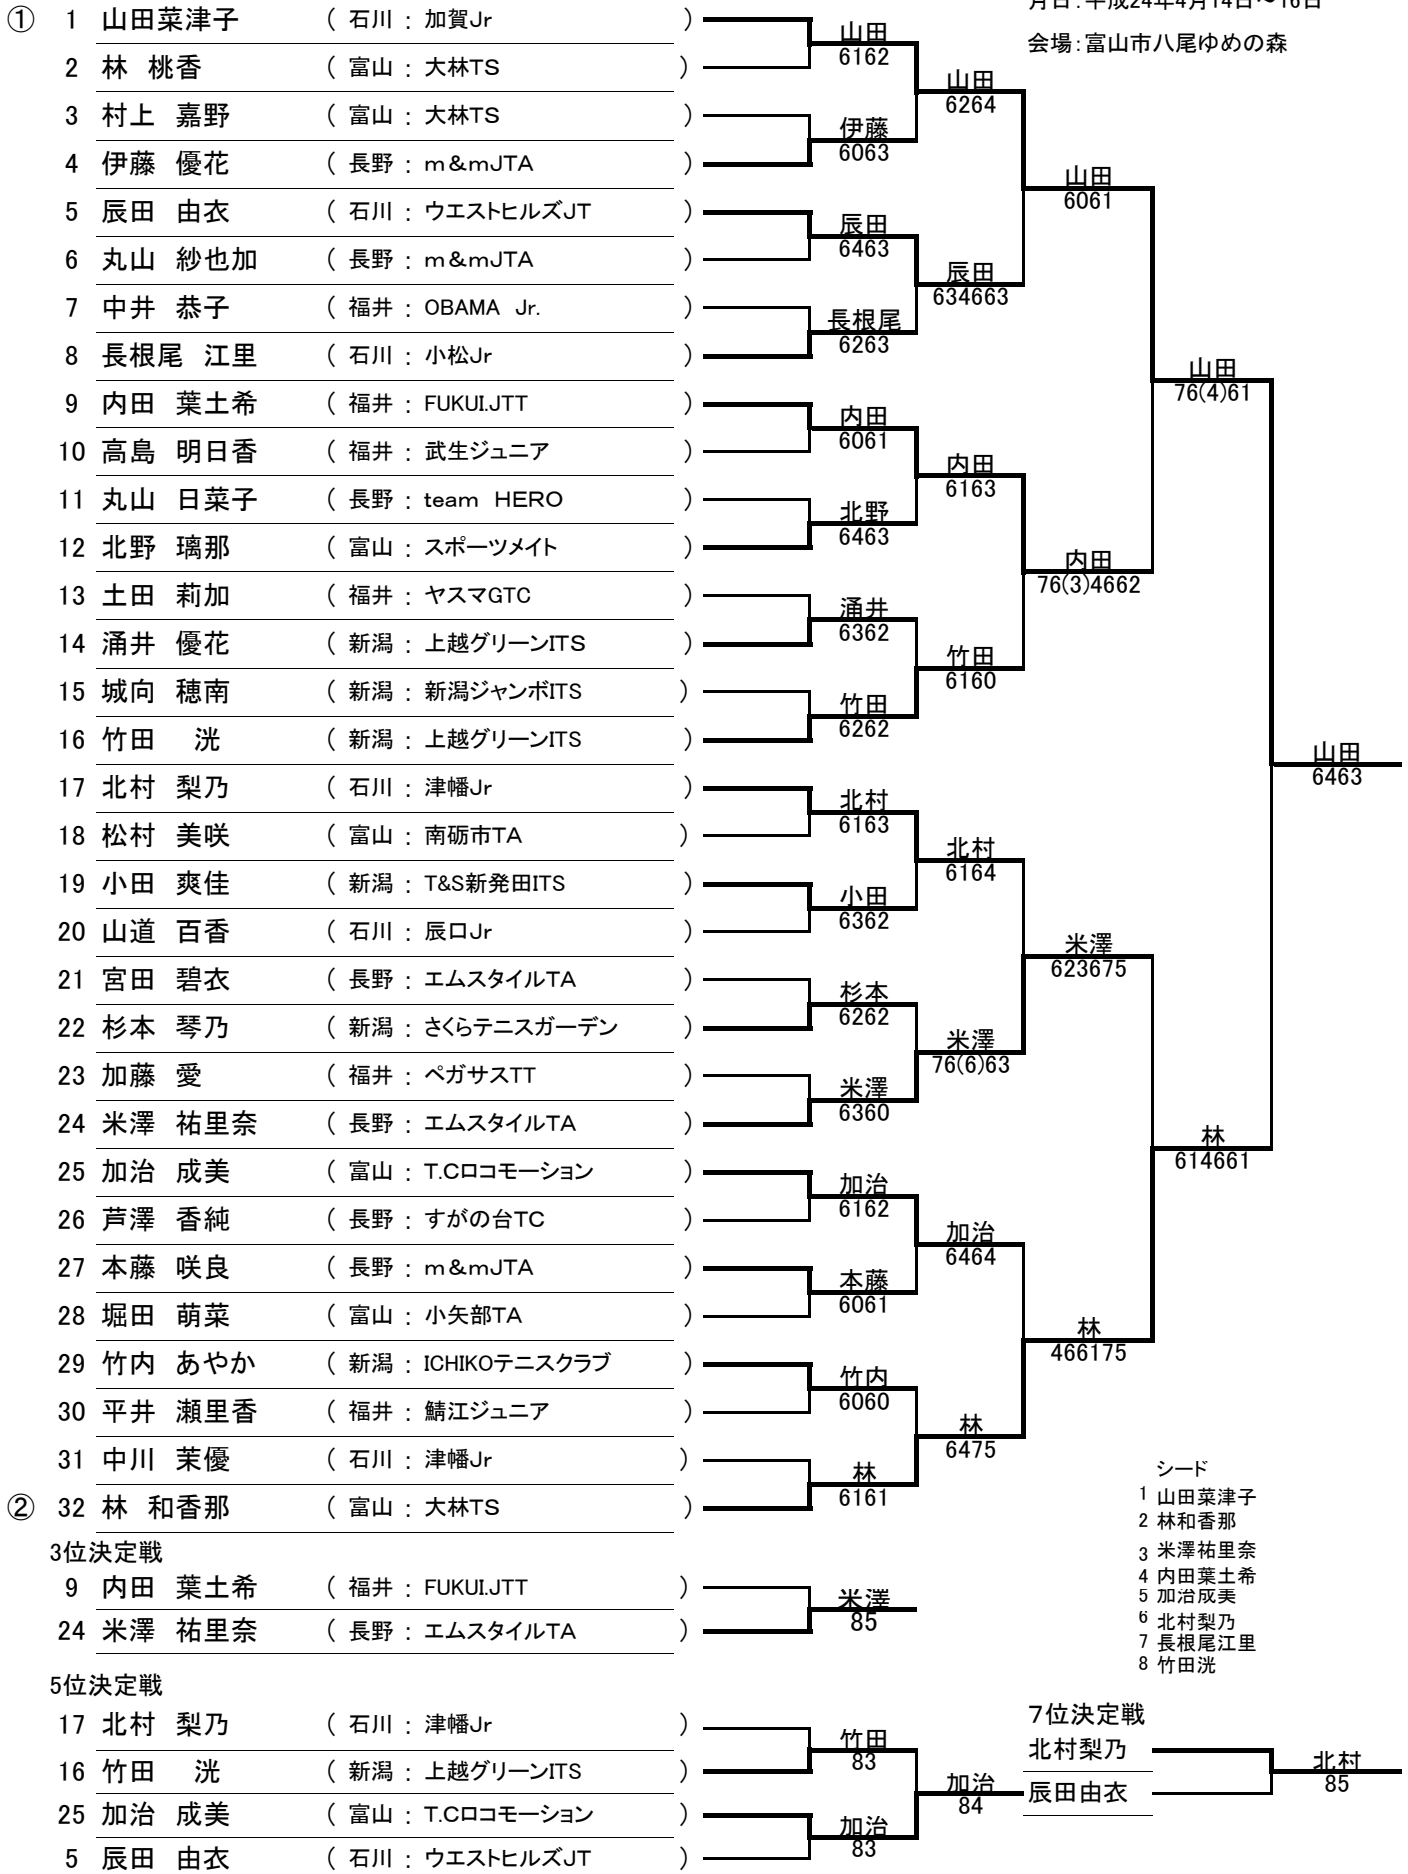 月日：平成24年4月14日～16日
会場：富山市八尾ゆめの森
① 1 山田菜津子 （ 石川 ： 加賀Jr ）
2 林 桃香 （ 富山 ： 大林TS ）
3 村上 嘉野 （ 富山 ： 大林TS ）
4 伊藤 優花 （ 長野 ： m&mJTA ）
5 辰田 由衣 （ 石川 ： ウエストヒルズJT ）
6 丸山 紗也加 （ 長野 ： m&mJTA ）
7 中井 恭子 （ 福井 ： OBAMA Jr. ）
8 長根尾 江里 （ 石川 ： 小松Jr ）
9 内田 葉土希 （ 福井 ： FUKUI.JTT ）
10 高島 明日香 （ 福井 ： 武生ジュニア ）
11 丸山 日菜子 （ 長野 ： team HERO ）
12 北野 璃那 （ 富山 ： スポーツメイト ）
13 土田 莉加 （ 福井 ： ヤスマGTC ）
14 涌井 優花 （ 新潟 ： 上越グリーンITS ）
15 城向 穂南 （ 新潟 ： 新潟ジャンボITS ）
16 竹田 洸 （ 新潟 ： 上越グリーンITS ）
17 北村 梨乃 （ 石川 ： 津幡Jr ）
18 松村 美咲 （ 富山 ： 南砺市TA ）
19 小田 爽佳 （ 新潟 ： T&S新発田ITS ）
20 山道 百香 （ 石川 ： 辰口Jr ）
21 宮田 碧衣 （ 長野 ： エムスタイルTA ）
22 杉本 琴乃 （ 新潟 ： さくらテニスガーデン ）
23 加藤 愛 （ 福井 ： ペガサスTT ）
24 米澤 祐里奈 （ 長野 ： エムスタイルTA ）
25 加治 成美 （ 富山 ： T.Cロコモーション ）
26 芦澤 香純 （ 長野 ： すがの台TC ）
27 本藤 咲良 （ 長野 ： m&mJTA ）
28 堀田 萌菜 （ 富山 ： 小矢部TA ）
29 竹内 あやか （ 新潟 ： ICHIKOテニスクラブ ）
30 平井 瀬里香 （ 福井 ： 鯖江ジュニア ）
31 中川 茉優 （ 石川 ： 津幡Jr ）
② 32 林 和香那 （ 富山 ： 大林TS ）
山田
6162
伊藤
6063
辰田
6463
長根尾
6263
内田
6061
北野
6463
涌井
6362
竹田
6262
北村
6163
小田
6362
杉本
6262
米澤
6360
加治
6162
本藤
6061
竹内
6060
林
6161
山田
6264
辰田
634663
内田
6163
竹田
6160
北村
6164
米澤
76(6)63
加治
6464
林
6475
山田
6061
内田
76(3)4662
米澤
623675
林
466175
山田
76(4)61
林
614661
山田
6463
シード
1 山田菜津子
2 林和香那
3 米澤祐里奈
4 内田葉土希
5 加治成美
6 北村梨乃
7 長根尾江里
8 竹田洸
3位決定戦
9 内田 葉土希 （ 福井 ： FUKUI.JTT ）
24 米澤 祐里奈 （ 長野 ： エムスタイルTA ）
米澤
85
5位決定戦
17 北村 梨乃 （ 石川 ： 津幡Jr ）
16 竹田 洸 （ 新潟 ： 上越グリーンITS ）
25 加治 成美 （ 富山 ： T.Cロコモーション ）
5 辰田 由衣 （ 石川 ： ウエストヒルズJT ）
竹田
83
加治
83
加治
84
7位決定戦
北村梨乃
辰田由衣
北村
85